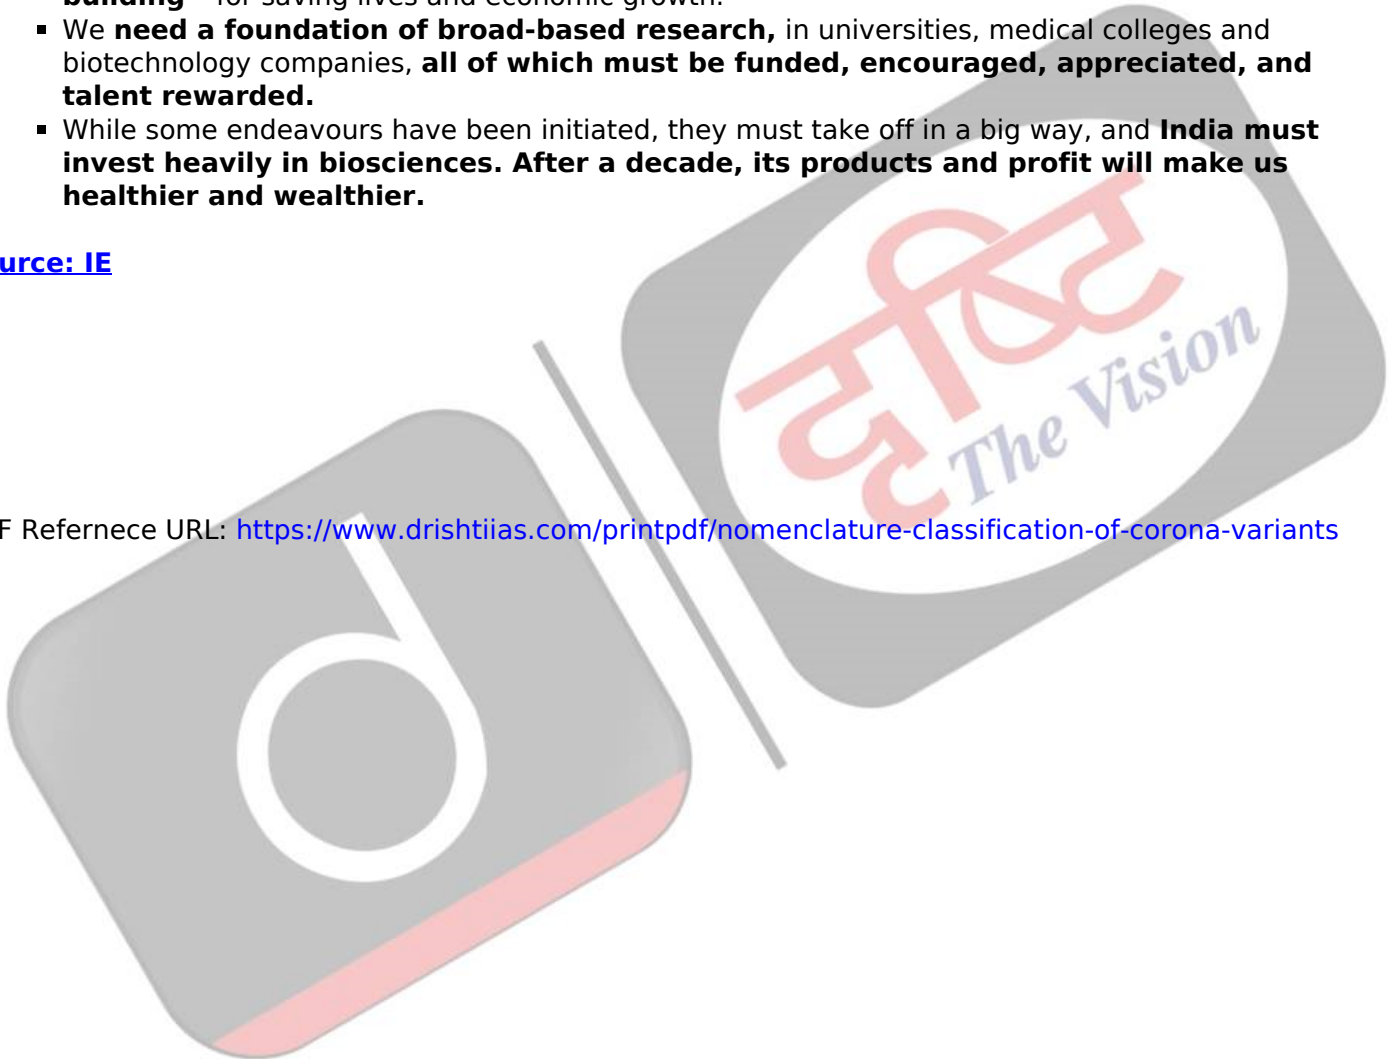 building - for saving lives and economic growth.
▪ We need a foundation of broad-based research, in universities, medical colleges and
biotechnology companies, all of which must be funded, encouraged, appreciated, and
talent rewarded.
▪ While some endeavours have been initiated, they must take off in a big way, and India must
invest heavily in biosciences. After a decade, its products and profit will make us
healthier and wealthier.
urce: IE
दृष्टि
The Vision
F Refernece URL: https://www.drishtiias.com/printpdf/nomenclature-classification-of-corona-variants
d